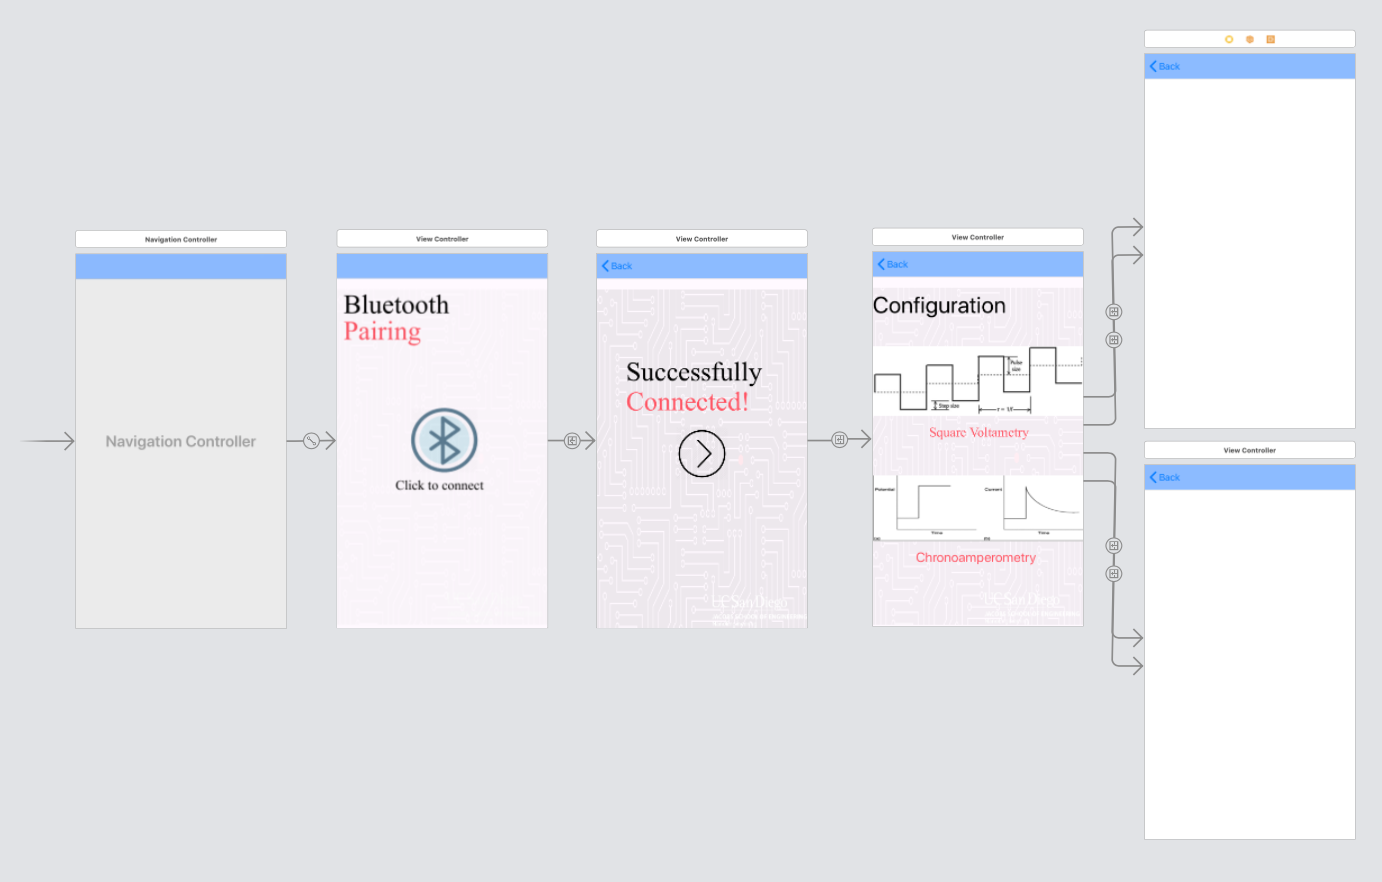 Navigation Controller
Navigation Controller
View Controller
Bluetooth
Pairing
Click to connect
View Controller
Back
Successfully
Connected!
UC San Diego
View Controller
Back
Configuration
Pulse
size
Step size
Square Voltametry
Potential
Time
Current
Time
Chronoamperometry
UC San Diego
Back
View Controller
Back